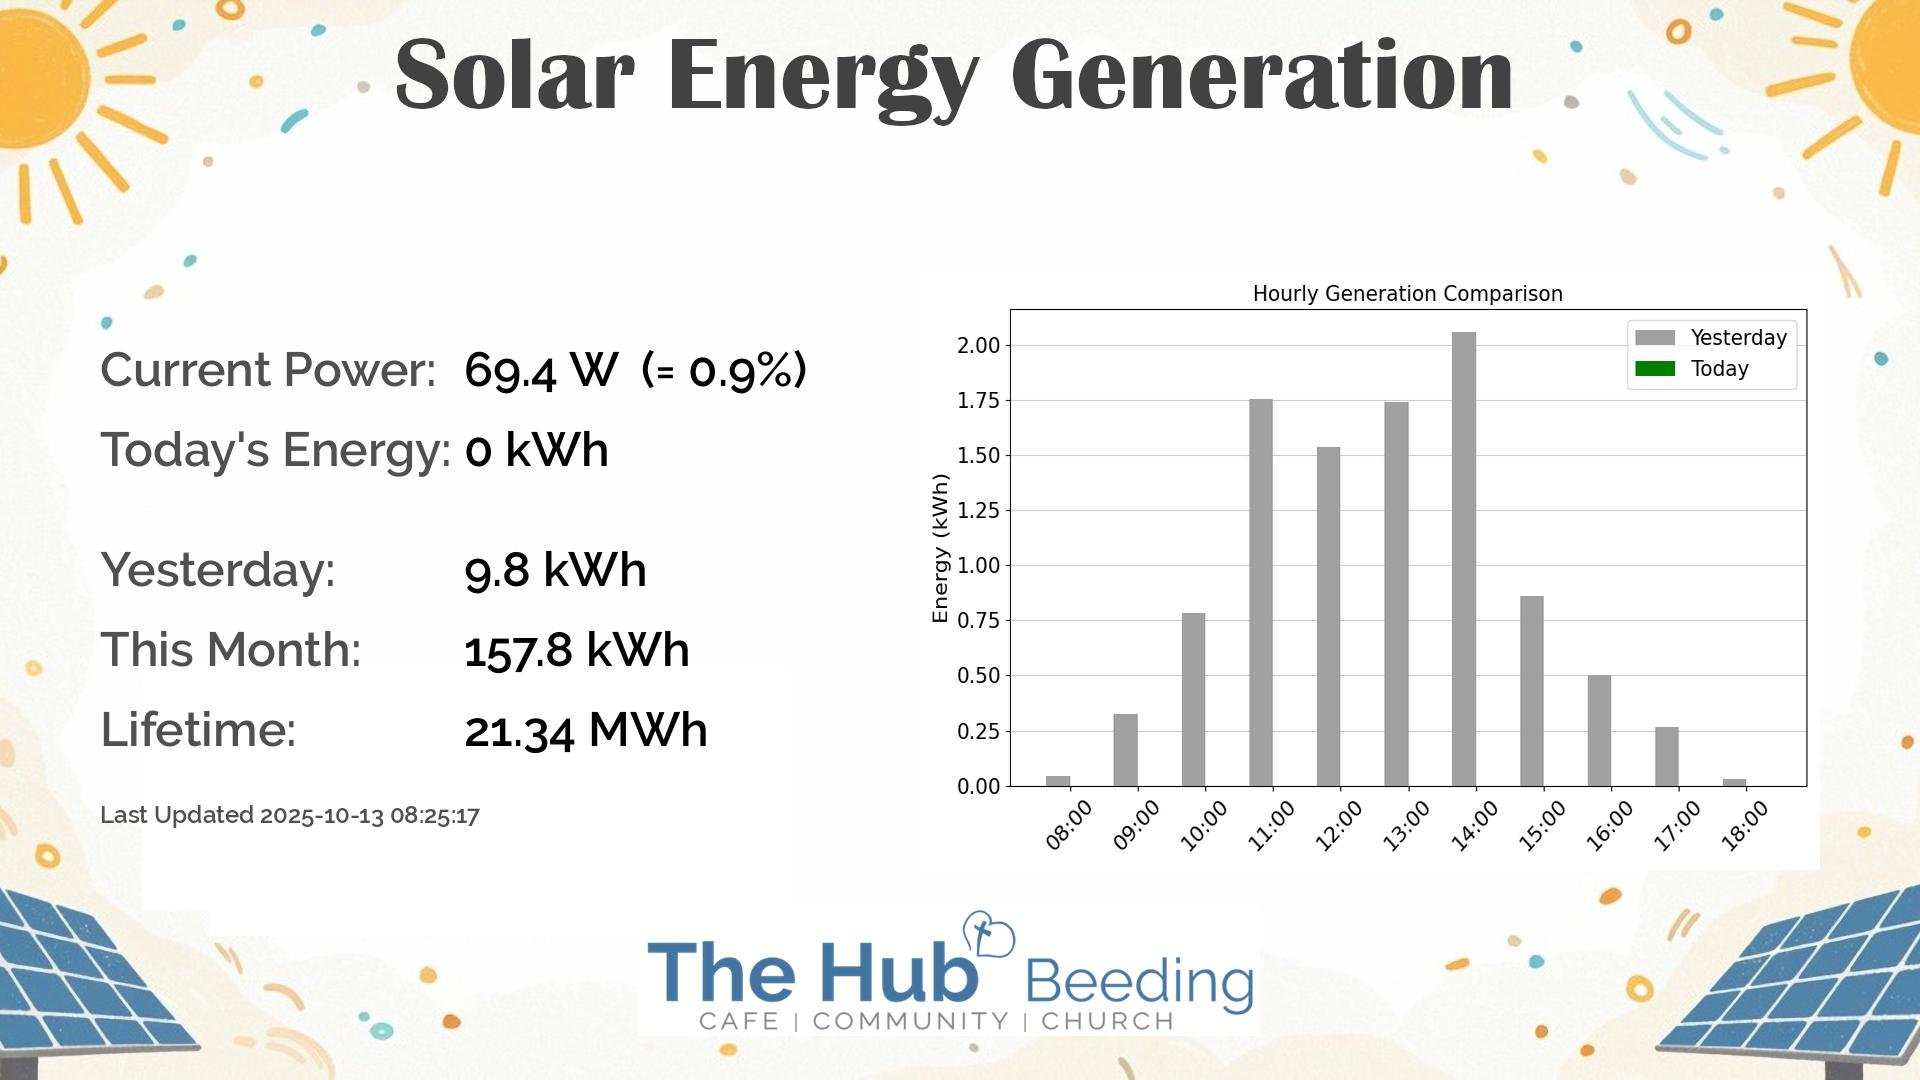 Solar Energy Generation
Current Power: 69.4 W (= 0.9%)
Today's Energy: 0 kWh
Yesterday: 9.8 kWh
This Month: 157.8 kWh
Lifetime: 21.34 MWh
Last Updated 2025-10-13 08:25:17
Hourly Generation Comparison
Yesterday
Today
Energy (kWh)
2.00
1.75
1.50
1.25
1.00
0.75
0.50
0.25
0.00
08:00 09:00 10:00 11:00 12:00 13:00 14:00 15:00 16:00 17:00 18:00
The Hub Beeding
CAFE | COMMUNITY | CHURCH